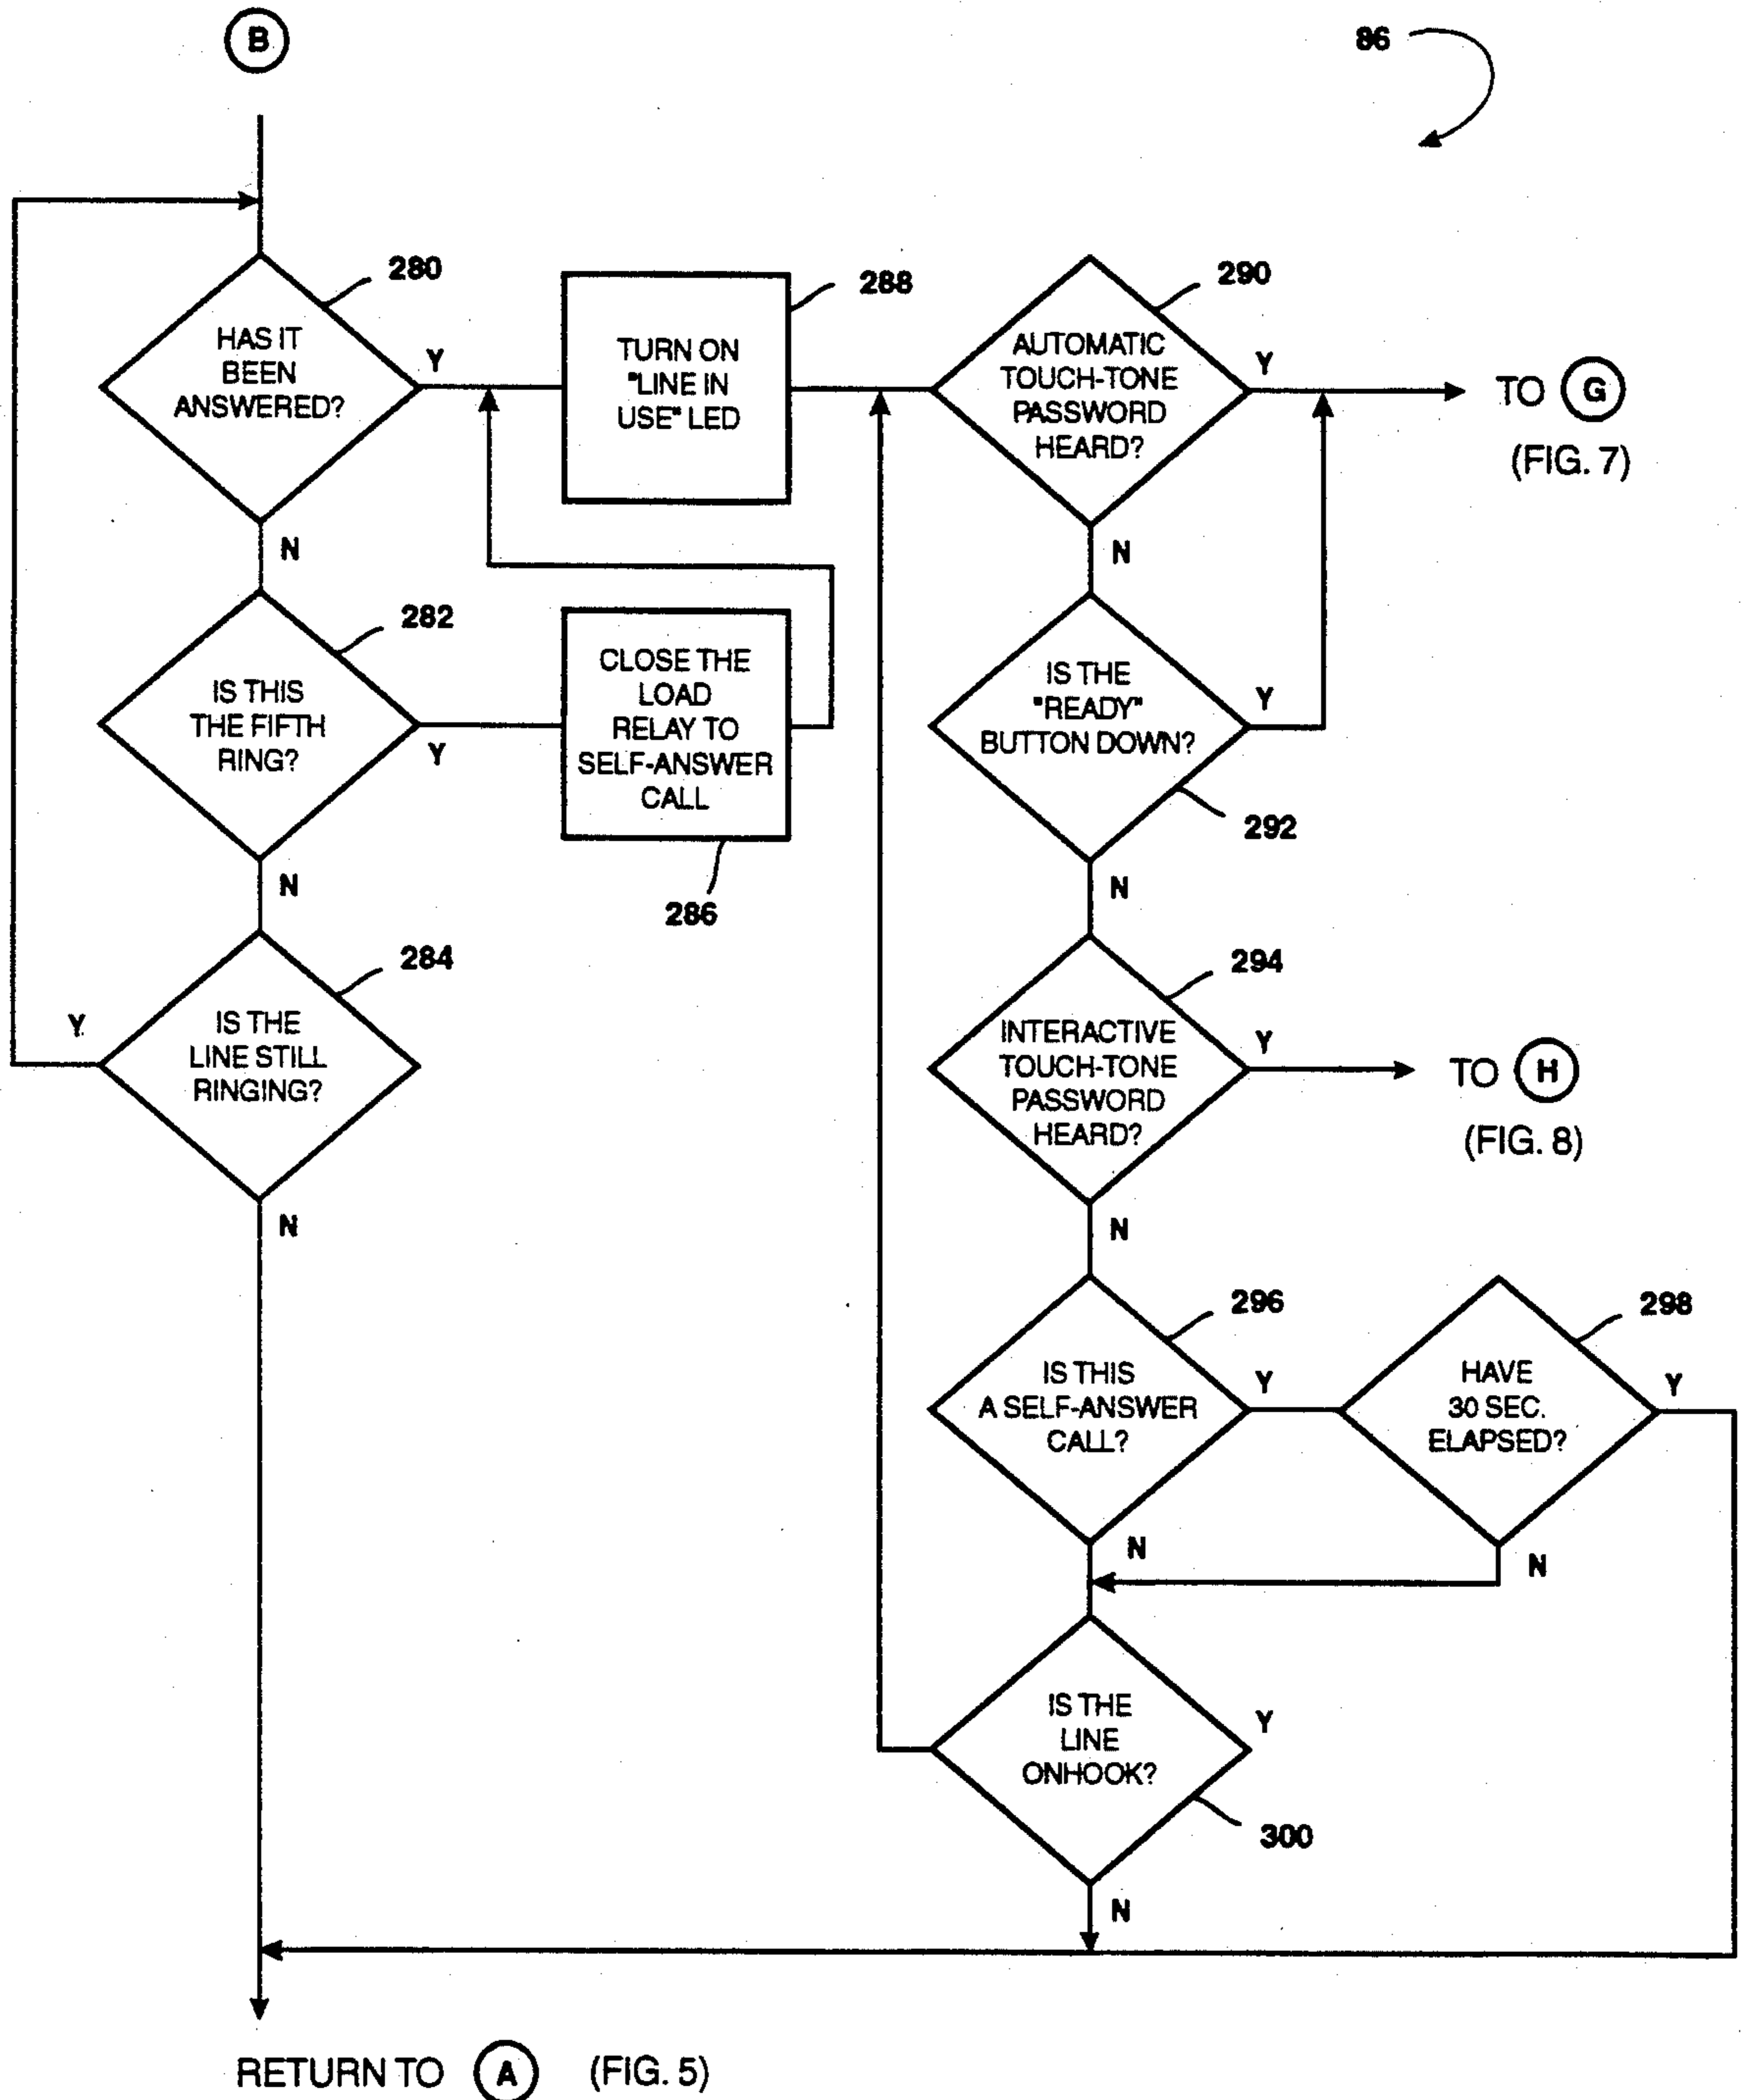 B
86
280
HAS IT
BEEN
ANSWERED?
Y
N
288
TURN ON
"LINE IN
USE" LED
290
AUTOMATIC
TOUCH-TONE
PASSWORD
HEARD?
Y
N
TO G
(FIG. 7)
282
IS THIS
THE FIFTH
RING?
Y
N
CLOSE THE
LOAD
RELAY TO
SELF-ANSWER
CALL
286
IS THE
"READY"
BUTTON DOWN?
Y
292
N
284
IS THE
LINE STILL
RINGING?
Y
N
294
INTERACTIVE
TOUCH-TONE
PASSWORD
HEARD?
Y
N
TO H
(FIG. 8)
296
IS THIS
A SELF-ANSWER
CALL?
Y
N
298
HAVE
30 SEC.
ELAPSED?
Y
N
IS THE
LINE
ONHOOK?
Y
300
N
RETURN TO A (FIG. 5)